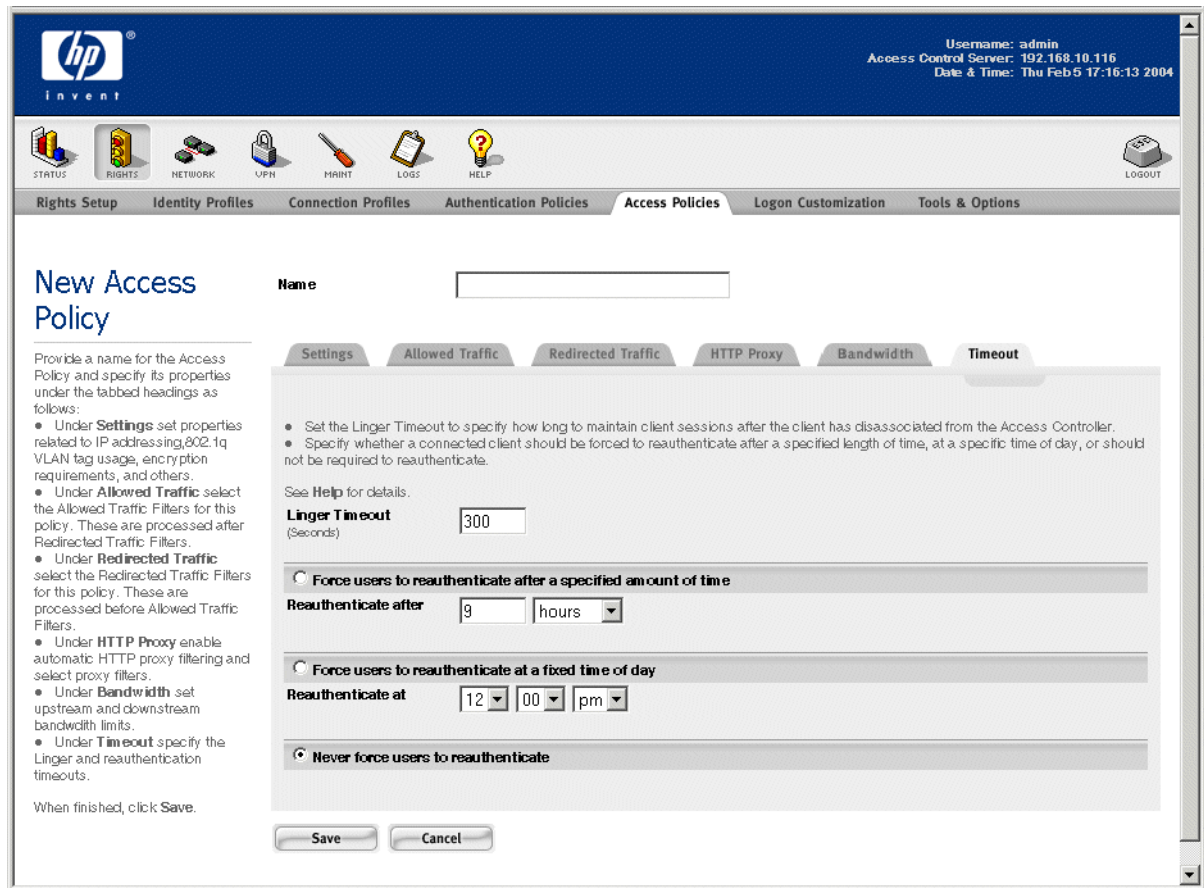 hp
®
invent
Username: admin
Access Control Server: 192.168.10.116
Date & Time: Thu Feb 5 17:16:13 2004
STATUS
RIGHTS
NETWORK
VPN
MAINT
LOGS
HELP
ESC
LOGOUT
Rights Setup
Identity Profiles
Connection Profiles
Authentication Policies
Access Policies
Logon Customization
Tools & Options
New Access
Policy
Provide a name for the Access
Policy and specify its properties
under the tabbed headings as
follows:
● Under Settings set properties
related to IP addressing,802.1q
VLAN tag usage, encryption
requirements, and others.
● Under Allowed Traffic select
the Allowed Traffic Filters for this
policy. These are processed after
Redirected Traffic Filters.
● Under Redirected Traffic
select the Redirected Traffic Filters
for this policy. These are
processed before Allowed Traffic
Filters.
● Under HTTP Proxy enable
automatic HTTP proxy filtering and
select proxy filters.
● Under Bandwidth set
upstream and downstream
bandwdith limits.
● Under Timeout specify the
Linger and reauthentication
timeouts.
When finished, click Save.
Name
Settings
Allowed Traffic
Redirected Traffic
HTTP Proxy
Bandwidth
Timeout
● Set the Linger Timeout to specify how long to maintain client sessions after the client has disassociated from the Access Controller.
● Specify whether a connected client should be forced to reauthenticate after a specified length of time, at a specific time of day, or should
not be required to reauthenticate.
See Help for details.
Linger Timeout
(Seconds)
300
Force users to reauthenticate after a specified amount of time
Reauthenticate after
9
hours
Force users to reauthenticate at a fixed time of day
Reauthenticate at
12
00
pm
Never force users to reauthenticate
Save
Cancel